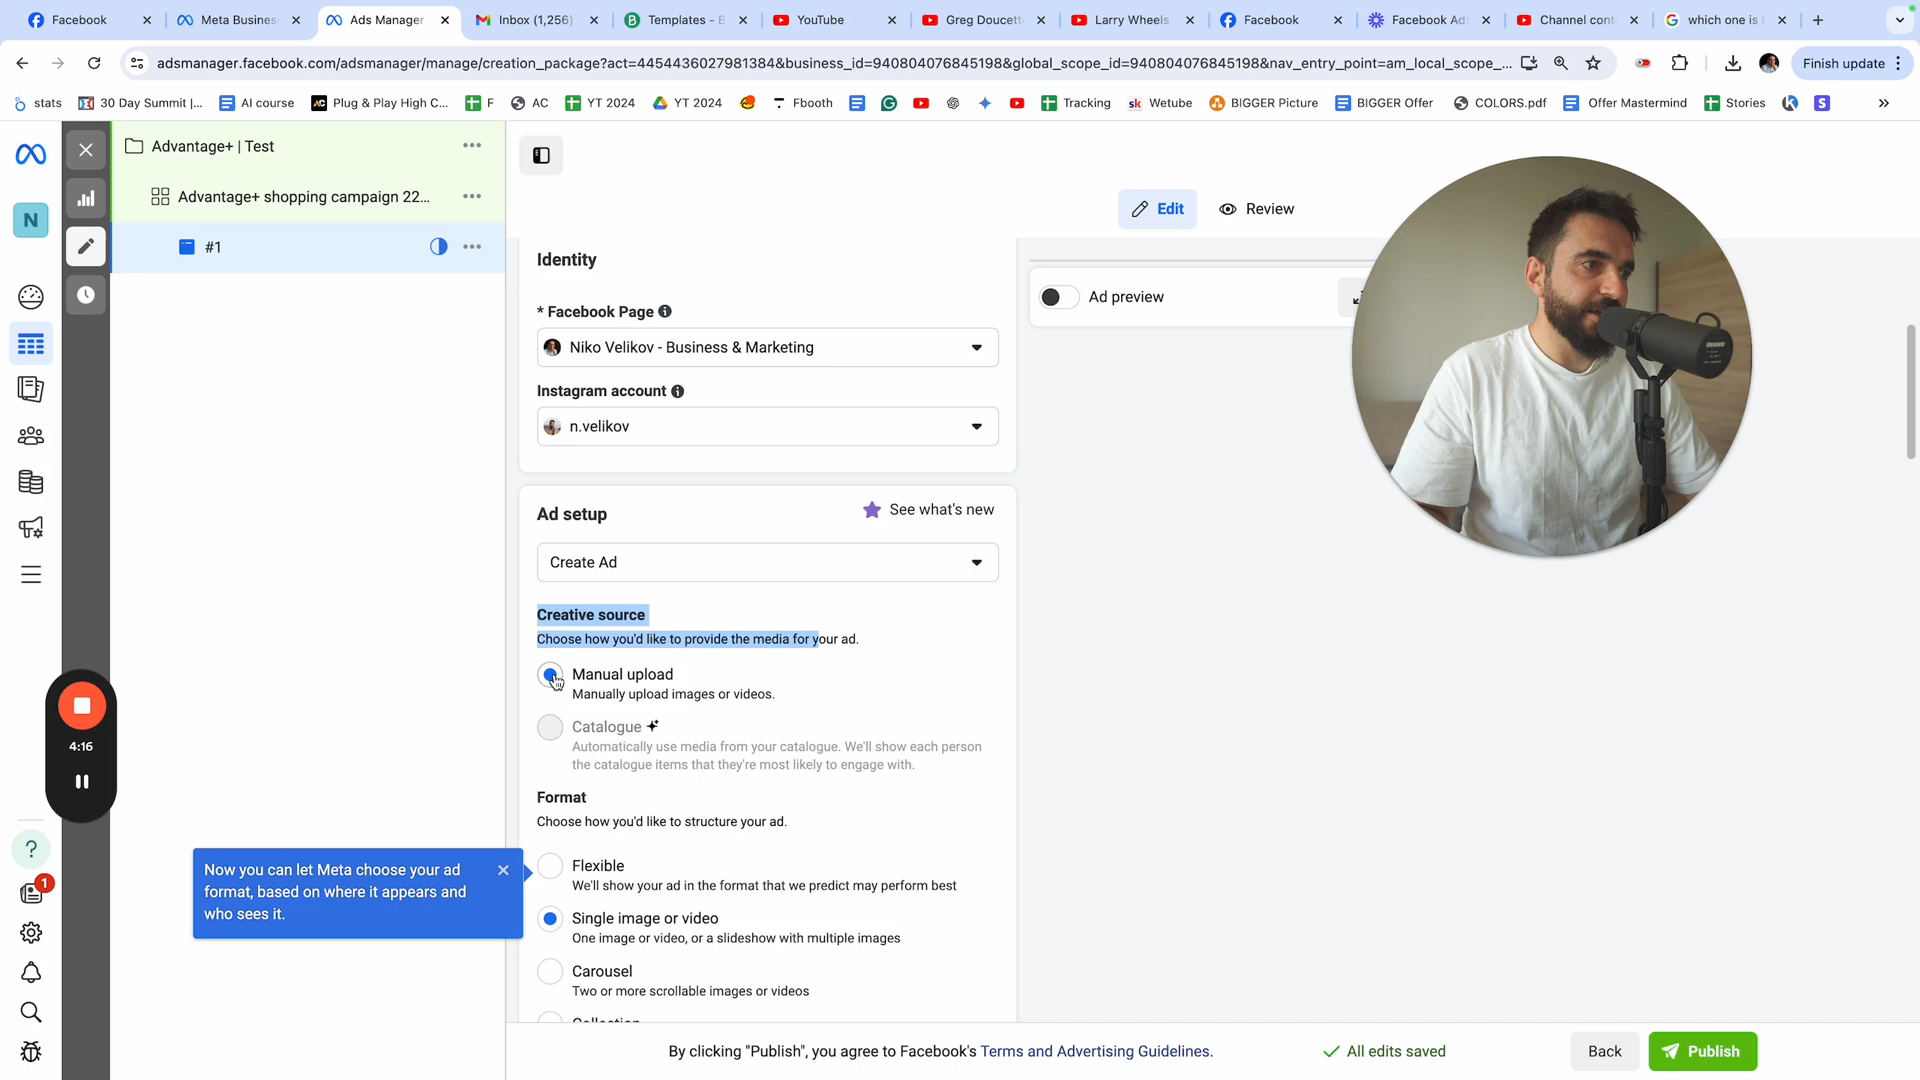 Facebook
Meta Busines
Ads Manager
Inbox (1,256)
Templates - B
YouTube
Greg Doucett
Larry Wheels
Facebook
Facebook Ad
Channel cont
which one is
adsmanager.facebook.com/adsmanager/manage/creation_package?act=4454436027981384&business_id=940804076845198&global_scope_id=940804076845198&nav_entry_point=am_local_scope_...
Finish update
stats
30 Day Summit |...
AI course
Plug & Play High C...
F
AC
YT 2024
YT 2024
Fbooth
Tracking
Wetube
BIGGER Picture
BIGGER Offer
COLORS.pdf
Offer Mastermind
Stories
Advantage+ | Test
Advantage+ shopping campaign 22...
#1
N
Edit
Review
Identity
* Facebook Page
Niko Velikov - Business & Marketing
Instagram account
n.velikov
Ad preview
Ad setup
See what's new
Create Ad
Creative source
Choose how you'd like to provide the media for your ad.
Manual upload
Manually upload images or videos.
Catalogue
Automatically use media from your catalogue. We'll show each person
the catalogue items that they're most likely to engage with.
4:16
Format
Choose how you'd like to structure your ad.
Now you can let Meta choose your ad
format, based on where it appears and
who sees it.
Flexible
We'll show your ad in the format that we predict may perform best
Single image or video
One image or video, or a slideshow with multiple images
Carousel
Two or more scrollable images or videos
Collection
1
By clicking "Publish", you agree to Facebook's Terms and Advertising Guidelines.
All edits saved
Back
Publish